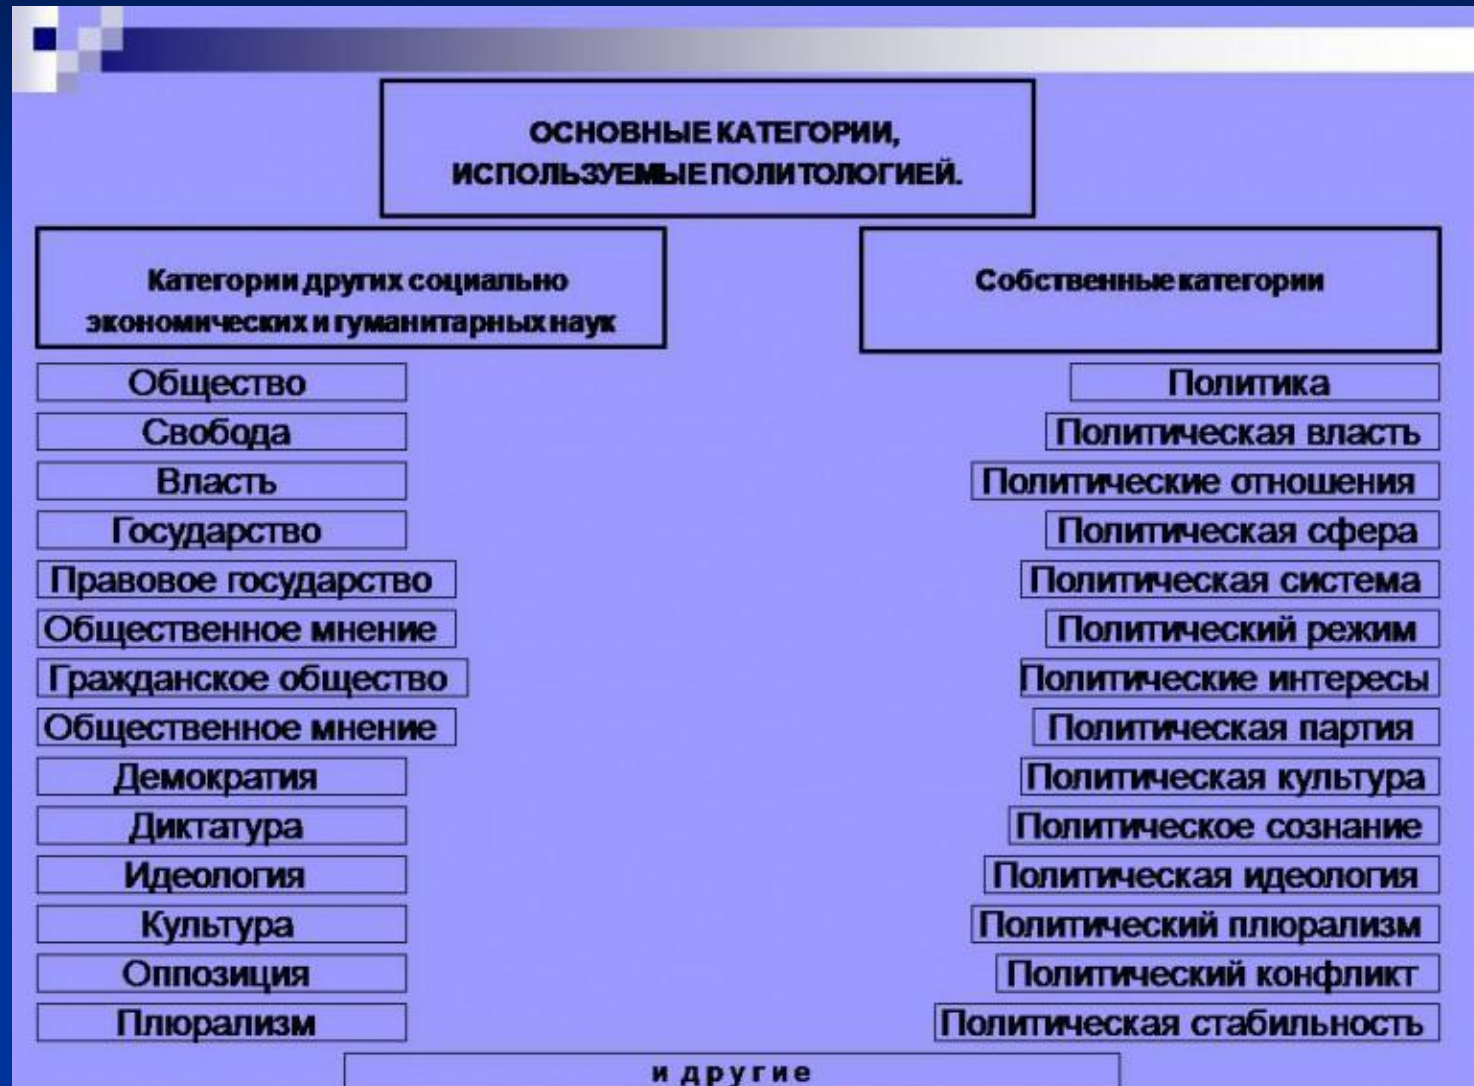 ОСНОВНЫЕ КАТЕГОРИИ,
ИСПОЛЬЗУЕМЫЕ ПОЛИТОЛОГИЕЙ.
Категории других социально
экономических и гуманитарных наук
Общество
Свобода
Власть
Государство
Правовое государство
Общественное мнение
Гражданское общество
Общественное мнение
Демократия
Диктатура
Идеология
Культура
Оппозиция
Плюрализм
Собственные категории
Политика
Политическая власть
Политические отношения
Политическая сфера
Политическая система
Политический режим
Политические интересы
Политическая партия
Политическая культура
Политическое сознание
Политическая идеология
Политический плюрализм
Политический конфликт
Политическая стабильность
и другие